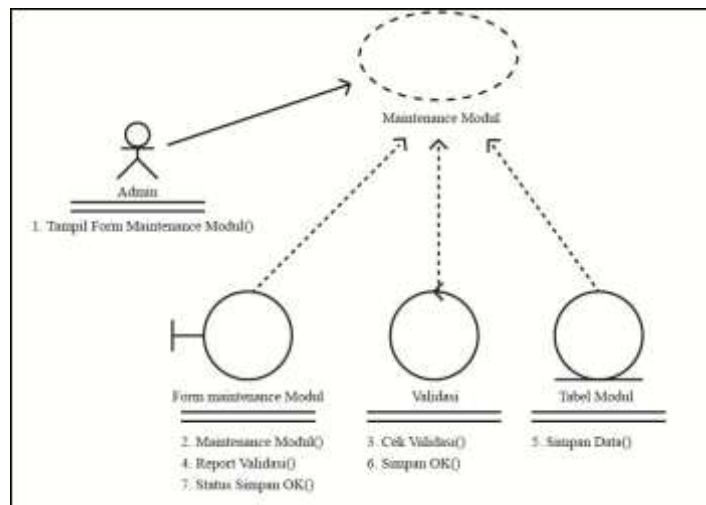 Maintenance Modul
Admin
1. Tampil Form Maintenance Modul()
Form maintenance Modul
2. Maintenance Modul()
4. Report Validasi()
7. Status Simpan OK()
Validasi
3. Cek Validasi()
6. Simpan OK()
Tabel Modul
5. Simpan Data()